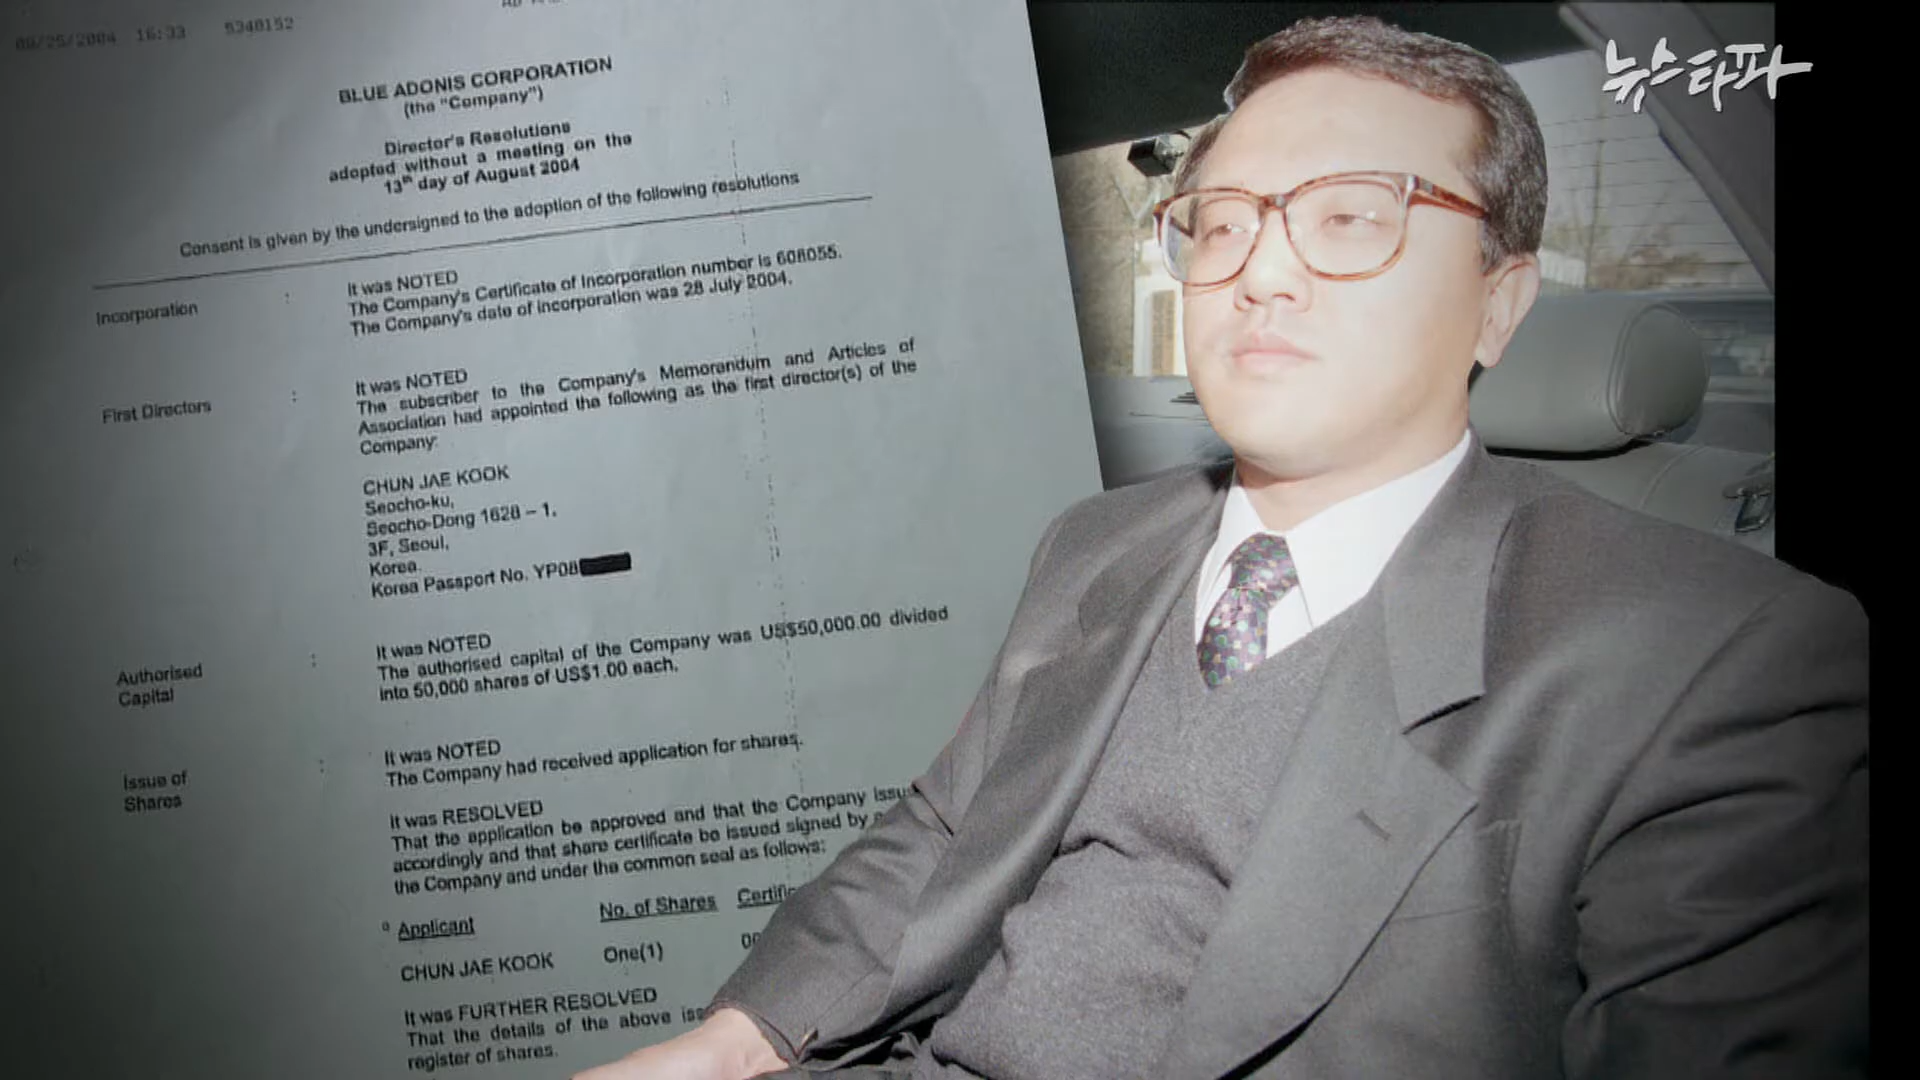 09/25/2004 16:33 5340152
뉴스타파
BLUE ADONIS CORPORATION
(the "Company")
Director's Resolutions
adopted without a meeting on the
13th day of August 2004
Consent is given by the undersigned to the adoption of the following resolutions
Incorporation :
It was NOTED
The Company's Certificate of Incorporation number is 608055.
The Company's date of incorporation was 28 July 2004.
First Directors :
It was NOTED
The subscriber to the Company's Memorandum and Articles of
Association had appointed the following as the first director(s) of the
Company:
CHUN JAE KOOK
Seocho-ku,
Seocho-Dong 1628 – 1,
3F, Seoul,
Korea.
Korea Passport No. YP08
Authorised
Capital :
It was NOTED
The authorised capital of the Company was US$50,000.00 divided
into 50,000 shares of US$1.00 each.
Issue of
Shares :
It was NOTED
The Company had received application for shares.
It was RESOLVED
That the application be approved and that the Company issu
accordingly and that share certificate be issued signed by
the Company and under the common seal as follows:
Applicant No. of Shares Certific
CHUN JAE KOOK One(1) 00
It was FURTHER RESOLVED
That the details of the above iss
register of shares.